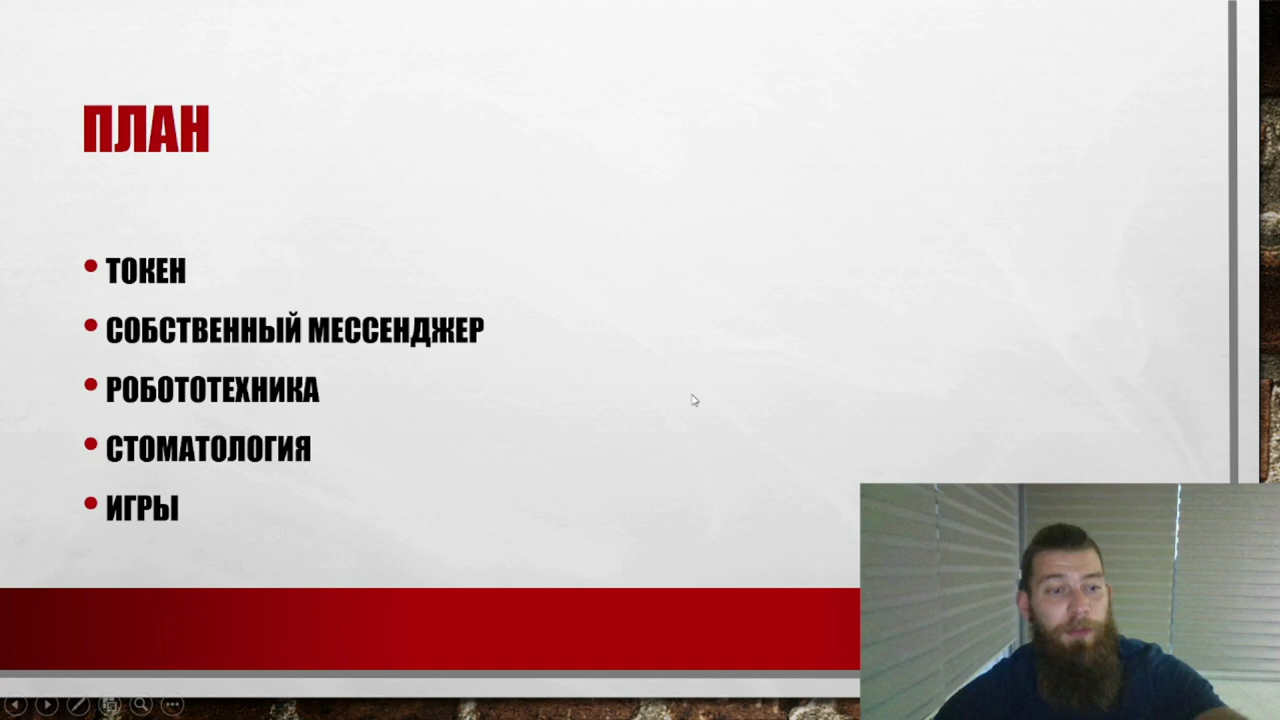 ПЛАН
• ТОКЕН
• СОБСТВЕННЫЙ МЕССЕНДЖЕР
• РОБОТОТЕХНИКА
• СТОМАТОЛОГИЯ
• ИГРЫ